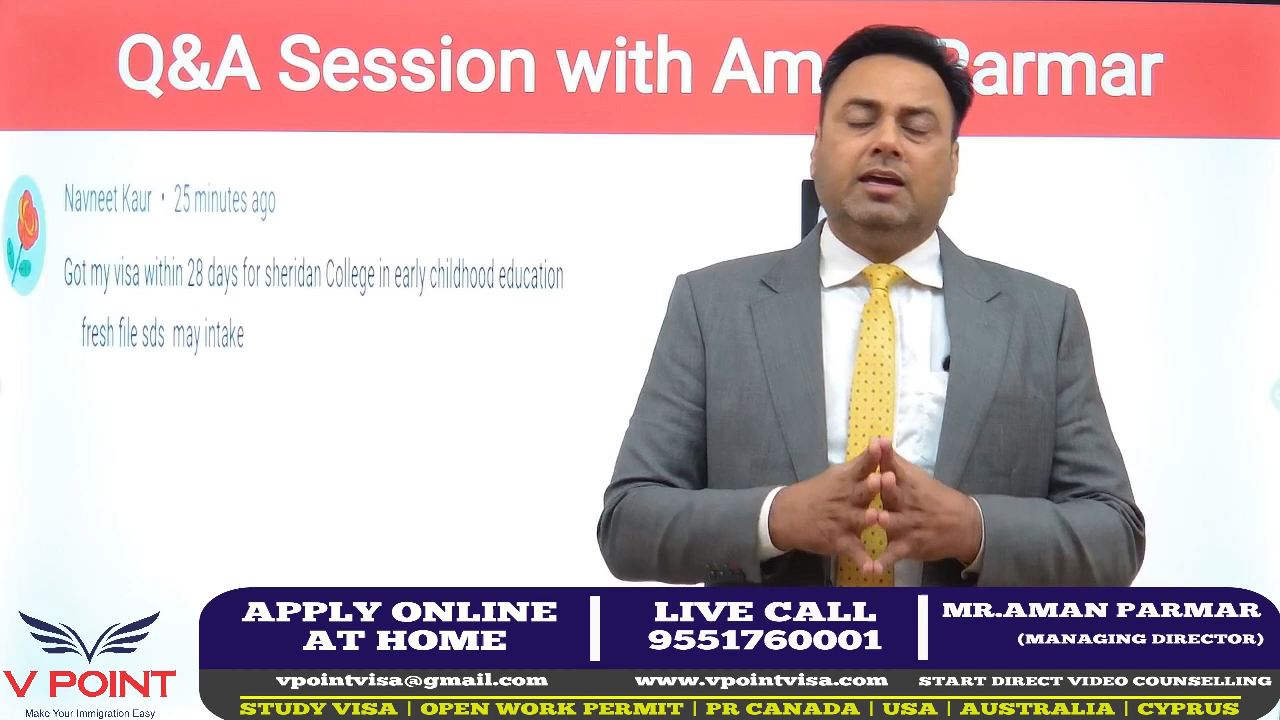 Q&A Session with Am Parmar
Navneet Kaur • 25 minutes ago
Got my visa within 28 days for sheridan College in early childhood education
fresh file sds may intake
APPLY ONLINE
AT HOME
LIVE CALL
9551760001
MR.AMAN PARMAR
(MANAGING DIRECTOR)
V POINT
Make Your Immigration Easy
vpointvisa@gmail.com
www.vpointvisa.com
START DIRECT VIDEO COUNSELLING
STUDY VISA | OPEN WORK PERMIT | PR CANADA | USA | AUSTRALIA | CYPRUS